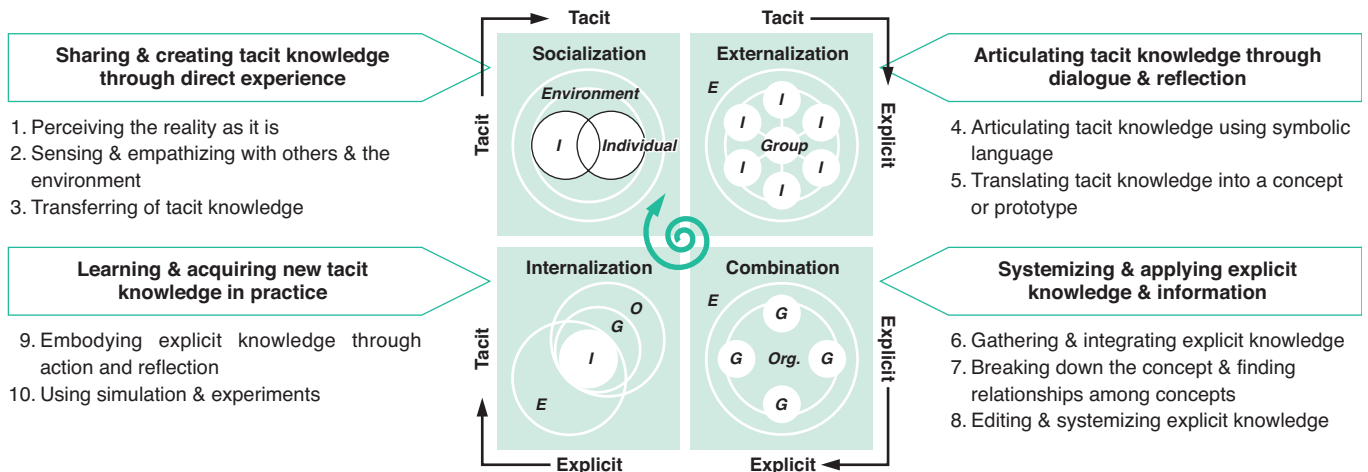 Tacit
Tacit
Sharing & creating tacit knowledge
through direct experience
1. Perceiving the reality as it is
2. Sensing & empathizing with others & the
environment
3. Transferring of tacit knowledge
Tacit
Socialization
Environment
I
Individual
Externalization
E
I
I
I
Group
I
I
I
Explicit
Articulating tacit knowledge through
dialogue & reflection
4. Articulating tacit knowledge using symbolic
language
5. Translating tacit knowledge into a concept
or prototype
Learning & acquiring new tacit
knowledge in practice
9. Embodying explicit knowledge through
action and reflection
10. Using simulation & experiments
Tacit
Internalization
O
G
I
E
Combination
E
G
G
Org.
G
G
Explicit
Systemizing & applying explicit
knowledge & information
6. Gathering & integrating explicit knowledge
7. Breaking down the concept & finding
relationships among concepts
8. Editing & systemizing explicit knowledge
Explicit
Explicit